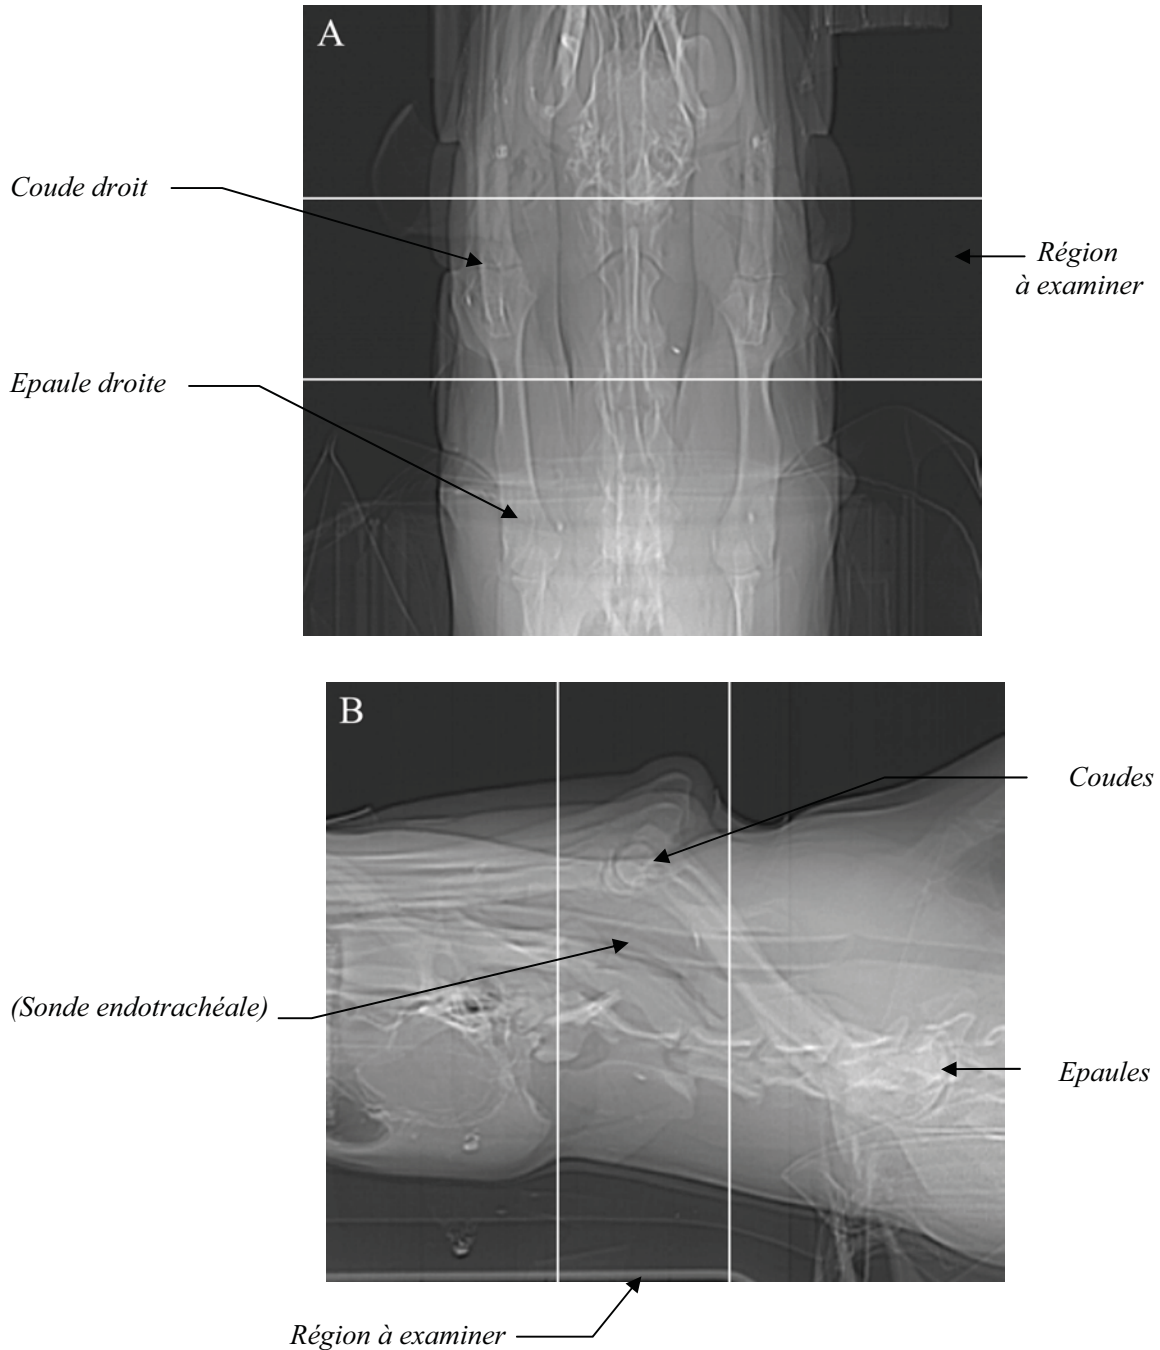 A
Coude droit
Région
à examiner
Epaule droite
B
Coudes
(Sonde endotrachéale)
Epaules
Région à examiner